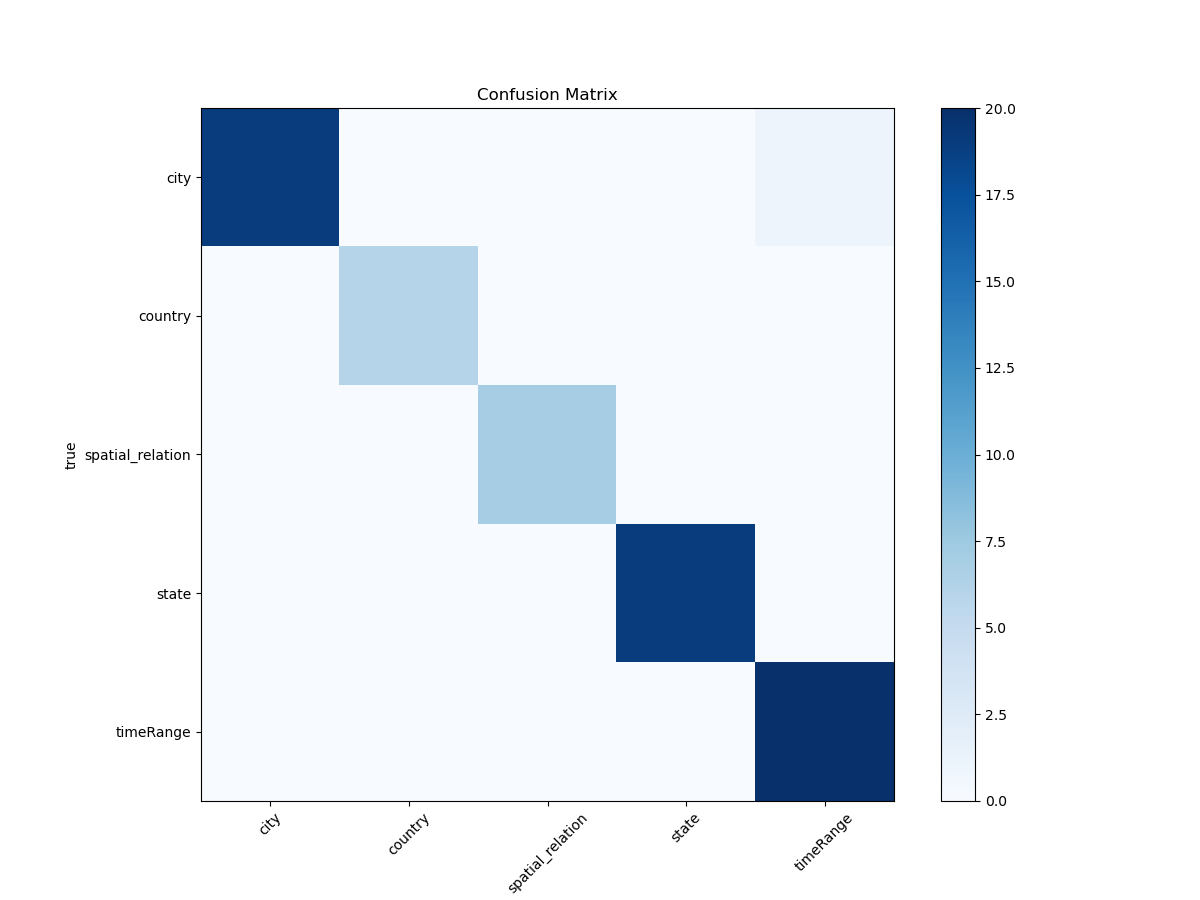 Confusion Matrix
true
city
country
spatial_relation
state
timeRange
city
country
spatial_relation
state
timeRange
20.0
17.5
15.0
12.5
10.0
7.5
5.0
2.5
0.0